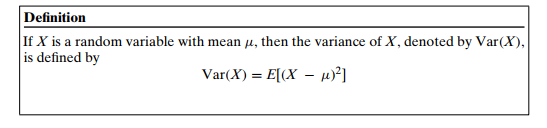 Definition
If X is a random variable with mean μ, then the variance of X, denoted by Var(X),
is defined by
Var(X) = E[(X − μ)²]